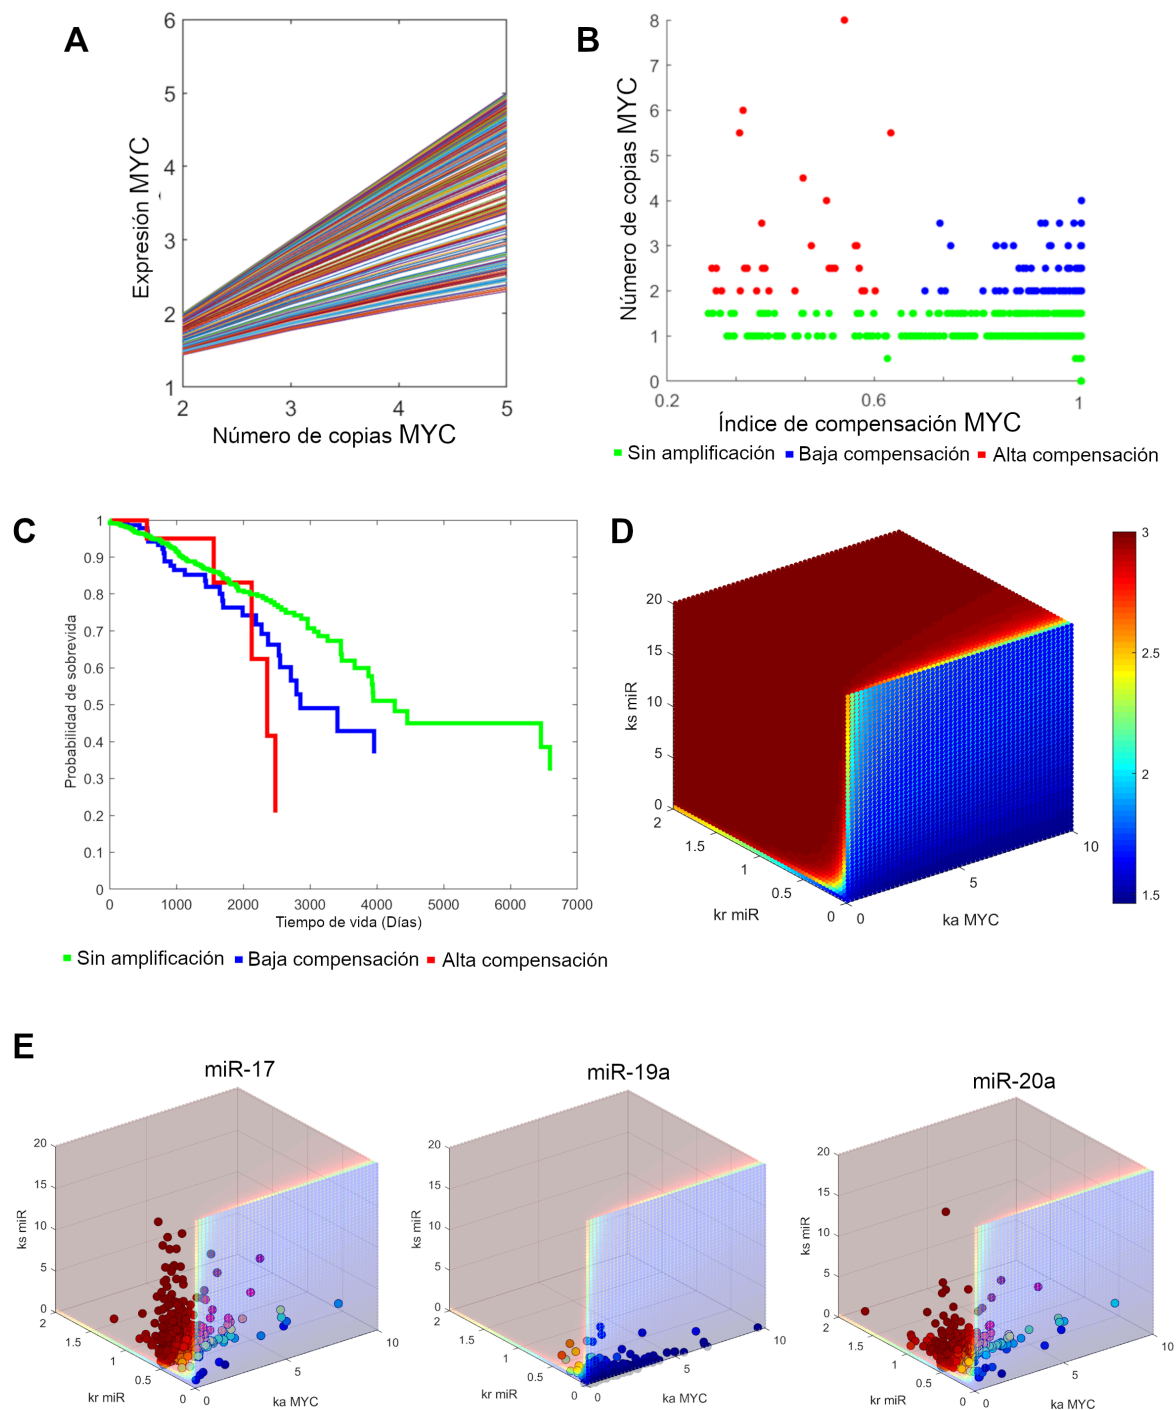 A
6
5
4
3
2
1
Expresión MYC
2 3 4 5
Número de copias MYC
B
8
7
6
8
4
3
2
1
0
Número de copias MYC
0.2 0.6 1
Índice de compensación MYC
Sin amplificación Baja compensación Alta compensación
C
1
0.9
0.8
0.7
0.6
0.5
0.4
0.3
0.2
0.1
0
Probabilidad de sobrevida
0 1000 2000 3000 4000 5000 6000 7000
Tiempo de vida (Días)
Sin amplificación Baja compensación Alta compensación
D
20
15
10
5
0
ks miR
2
1.5
1
0.5
0
kr miR
0
5
10
ka MYC
3
2.5
2
1.5
E
miR-17
20
15
10
5
0
ks miR
2
1.5
1
0.5
0
kr miR
0
5
10
ka MYC
miR-19a
20
15
10
5
0
ks miR
2
1.5
1
0.5
0
kr miR
0
5
10
ka MYC
miR-20a
20
15
10
5
0
ks miR
2
1.5
1
0.5
0
kr miR
0
5
10
ka MYC